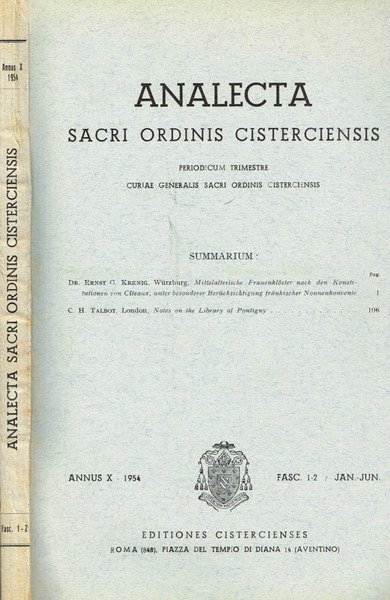 Annus X
1954
ANALECTA SACRI ORDINIS CISTERCIENSIS
Fasc. 1-2
ANALECTA
SACRI ORDINIS CISTERCIENSIS
PERIODICUM TRIMESTRE
CURIAE GENERALIS SACRI ORDINIS CISTERCIENSIS
SUMMARIUM :
Pag.
DR. ERNST G. KRENIG, Würzburg, Mittelalterliche Frauenklöster nach den Konsti-
tutionen von Cîteaux, unter besonderer Berücksichtigung fränkischer Nonnenkonvente 1
C. H. TALBOT, London, Notes on the Library of Pontigny . . . . . . . . . . . . . 106
ANNUS X - 1954
FASC. 1-2 / JAN.-JUN.
EDITIONES CISTERCIENSES
ROMA (848), PIAZZA DEL TEMPIO DI DIANA 14 (AVENTINO)